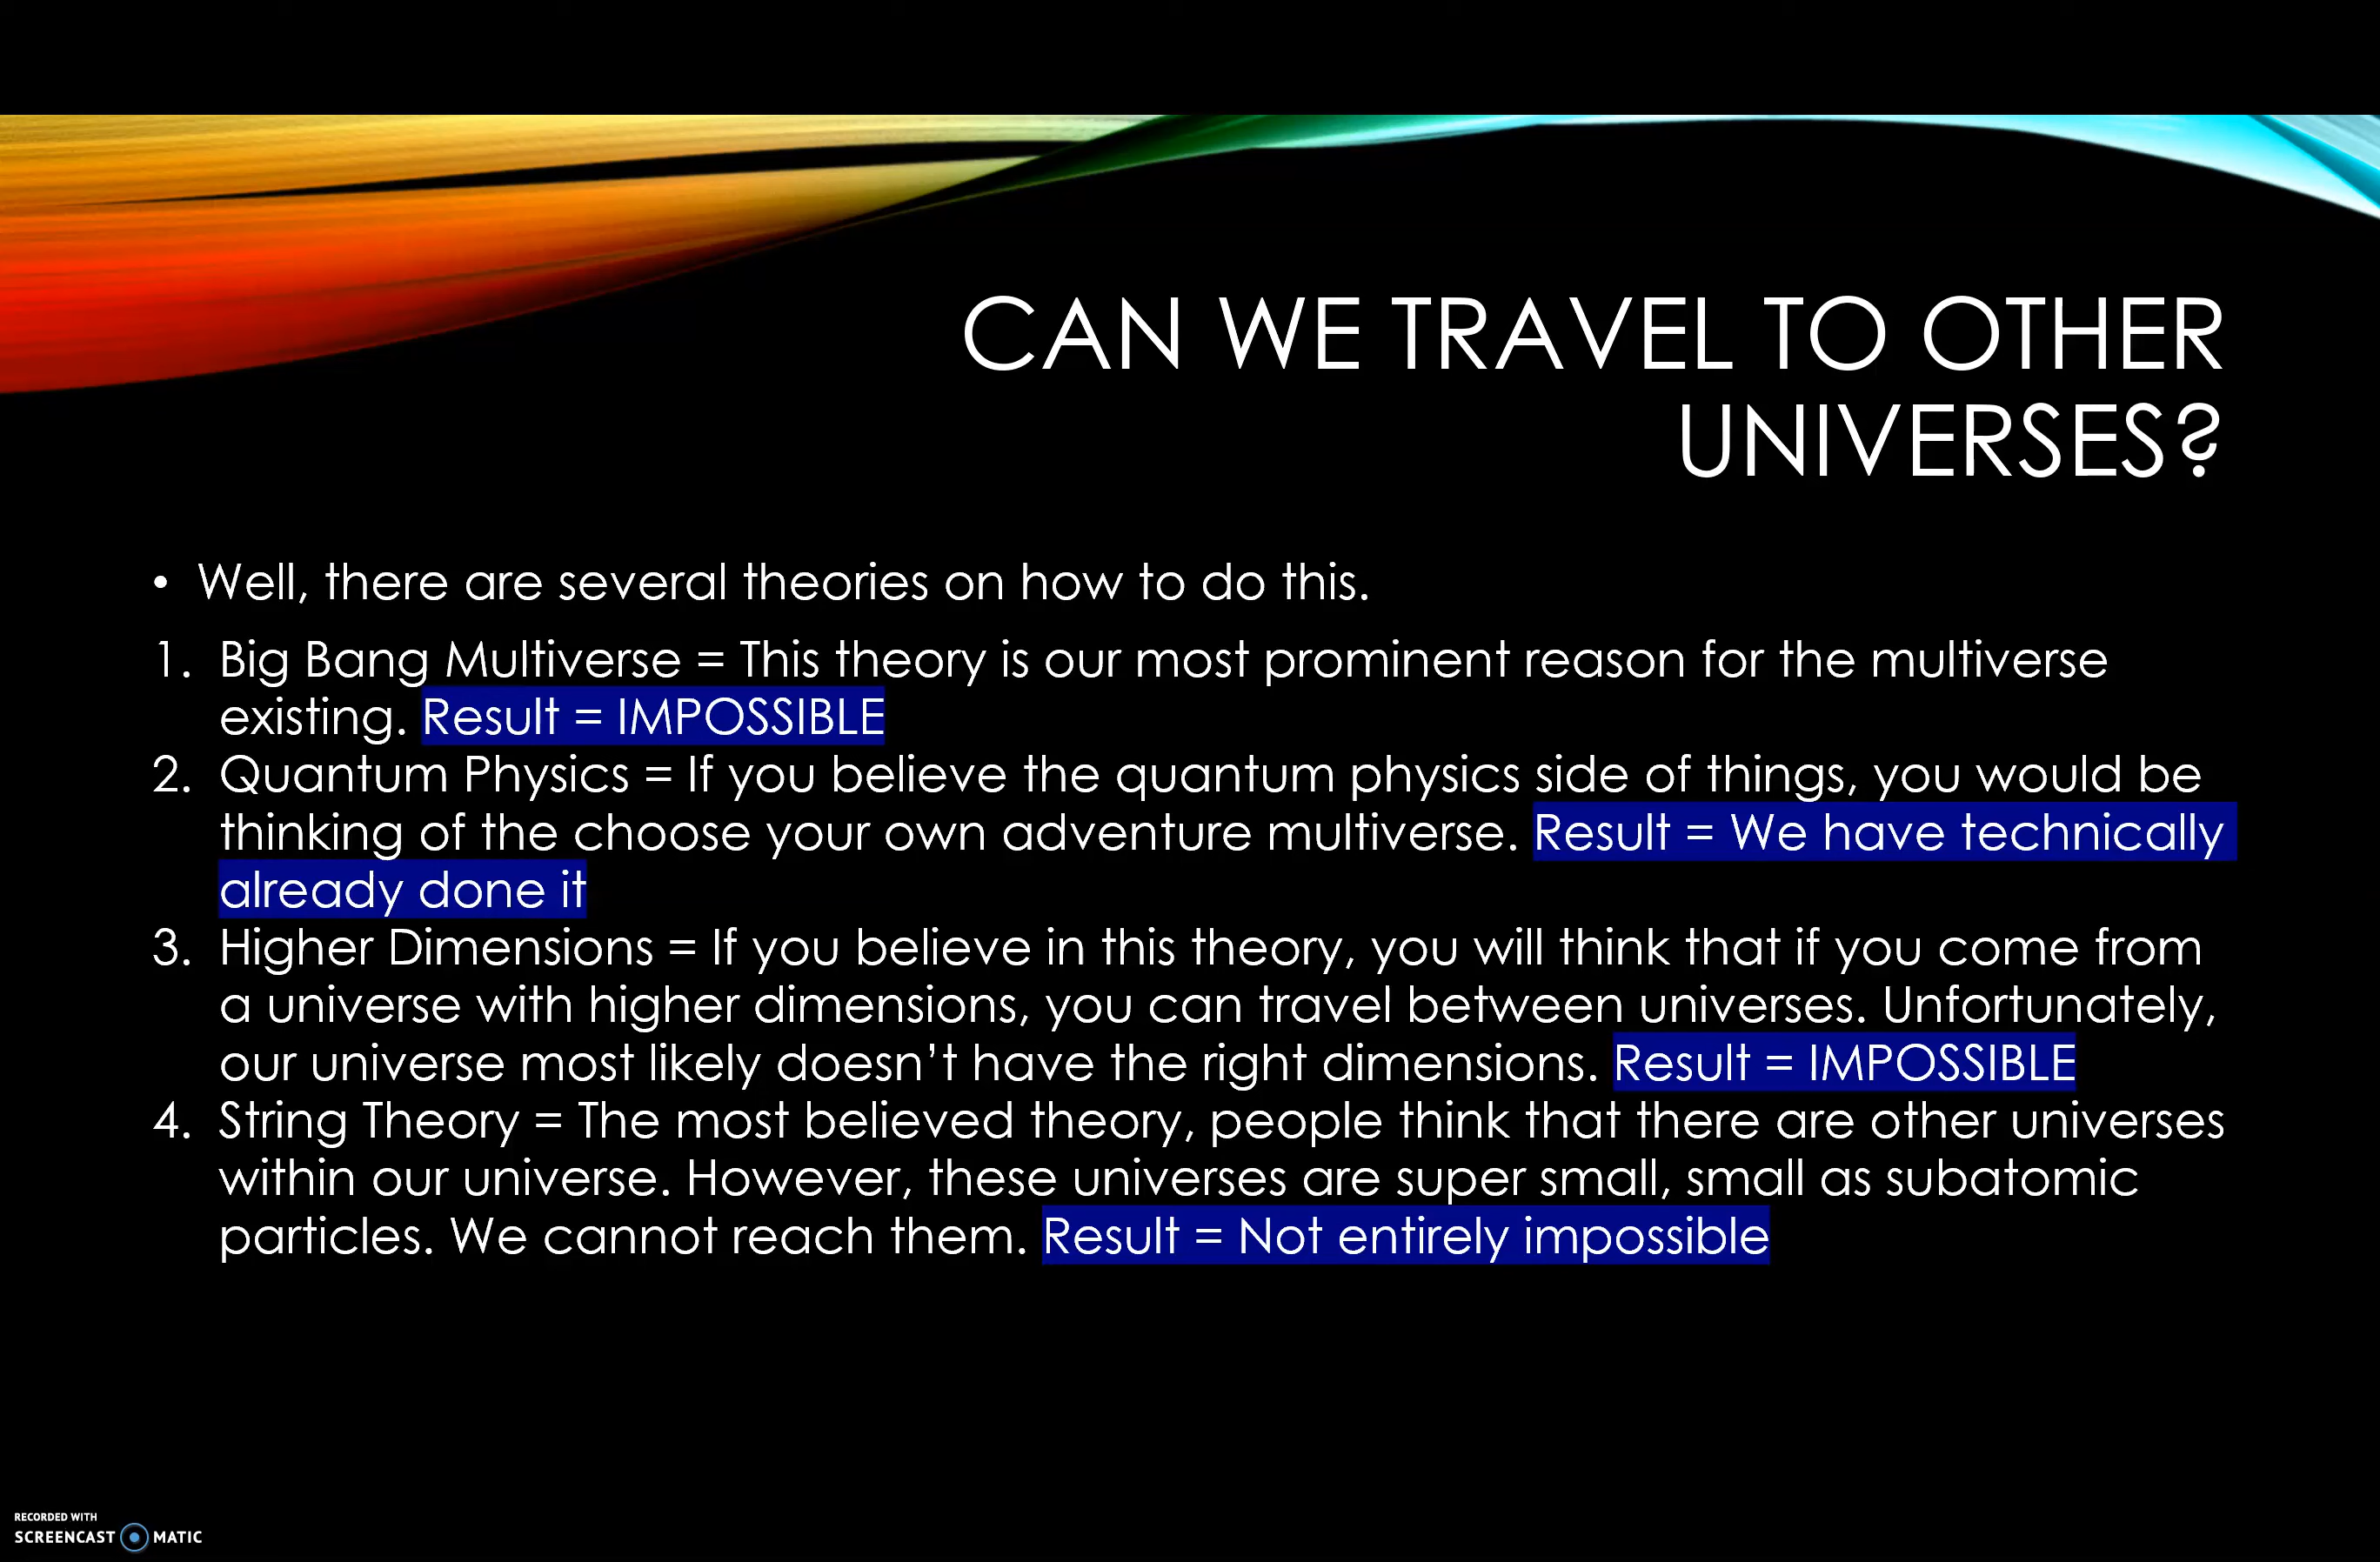 CAN WE TRAVEL TO OTHER
UNIVERSES?
• Well, there are several theories on how to do this.
1. Big Bang Multiverse = This theory is our most prominent reason for the multiverse
existing. Result = IMPOSSIBLE
2. Quantum Physics = If you believe the quantum physics side of things, you would be
thinking of the choose your own adventure multiverse. Result = We have technically
already done it
3. Higher Dimensions = If you believe in this theory, you will think that if you come from
a universe with higher dimensions, you can travel between universes. Unfortunately,
our universe most likely doesn’t have the right dimensions. Result = IMPOSSIBLE
4. String Theory = The most believed theory, people think that there are other universes
within our universe. However, these universes are super small, small as subatomic
particles. We cannot reach them. Result = Not entirely impossible
RECORDED WITH
SCREENCAST MATIC